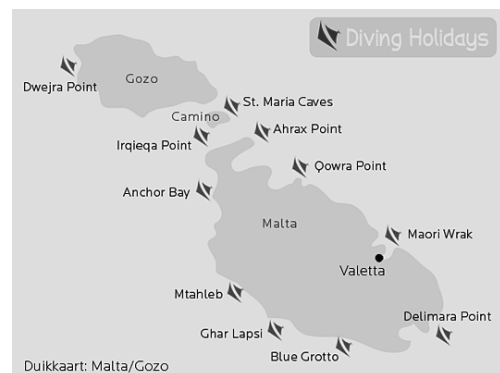 Diving Holidays
Gozo
Dwejra Point
St. Maria Caves
Camino
Ahrax Point
Irqieqa Point
Qowra Point
Anchor Bay
Malta
Maori Wrak
Valetta
Mtahleb
Delimara Point
Ghar Lapsi
Blue Grotto
Duikkaart: Malta/Gozo